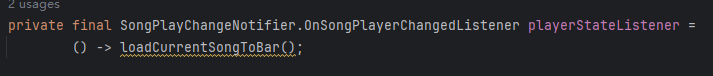 2 usages
private final SongPlayChangeNotifier.OnSongPlayerChangedListener playerStateListener =
() -> loadCurrentSongToBar();